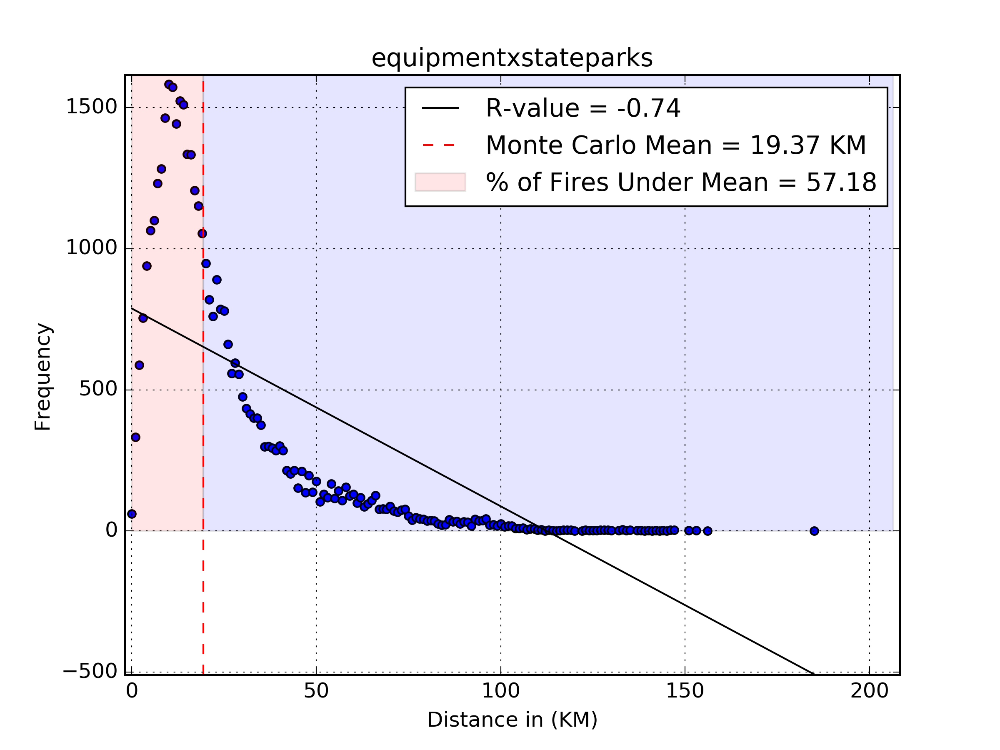 equipmentxstateparks
R-value = -0.74
Monte Carlo Mean = 19.37 KM
% of Fires Under Mean = 57.18
1500
1000
500
0
−500
Frequency
0 50 100 150 200
Distance in (KM)